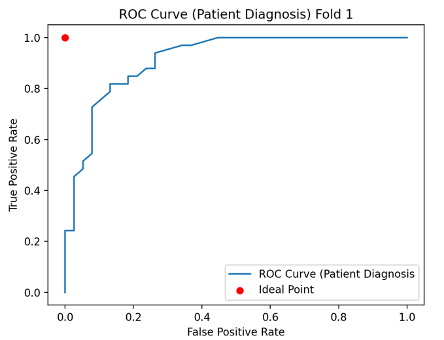 ROC Curve (Patient Diagnosis) Fold 1
1.0
0.8
0.6
0.4
0.2
0.0
True Positive Rate
0.0 0.2 0.4 0.6 0.8 1.0
False Positive Rate
ROC Curve (Patient Diagnosis
Ideal Point